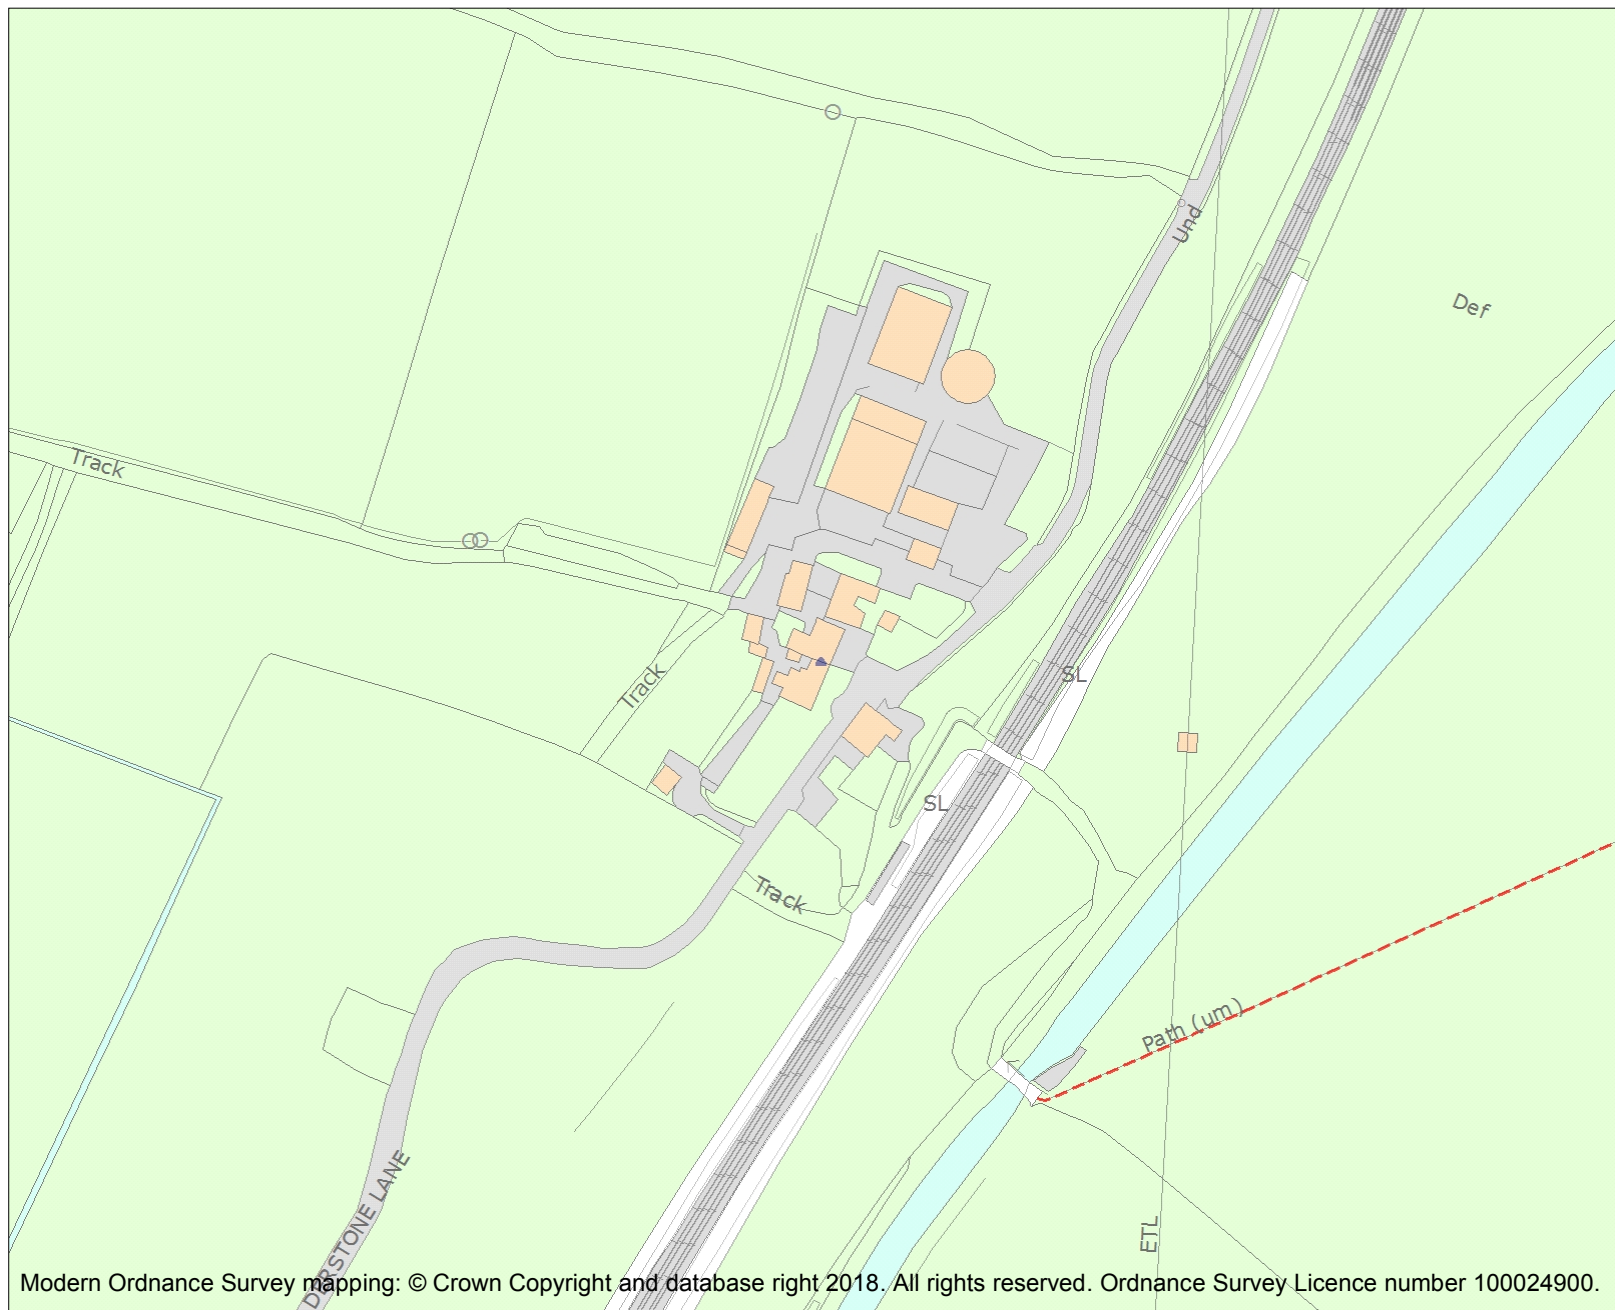 Und
Def
Track
SL
Track
SL
Track
Path (um)
ETL
DERSTONE LANE
Modern Ordnance Survey mapping: © Crown Copyright and database right 2018. All rights reserved. Ordnance Survey Licence number 100024900.